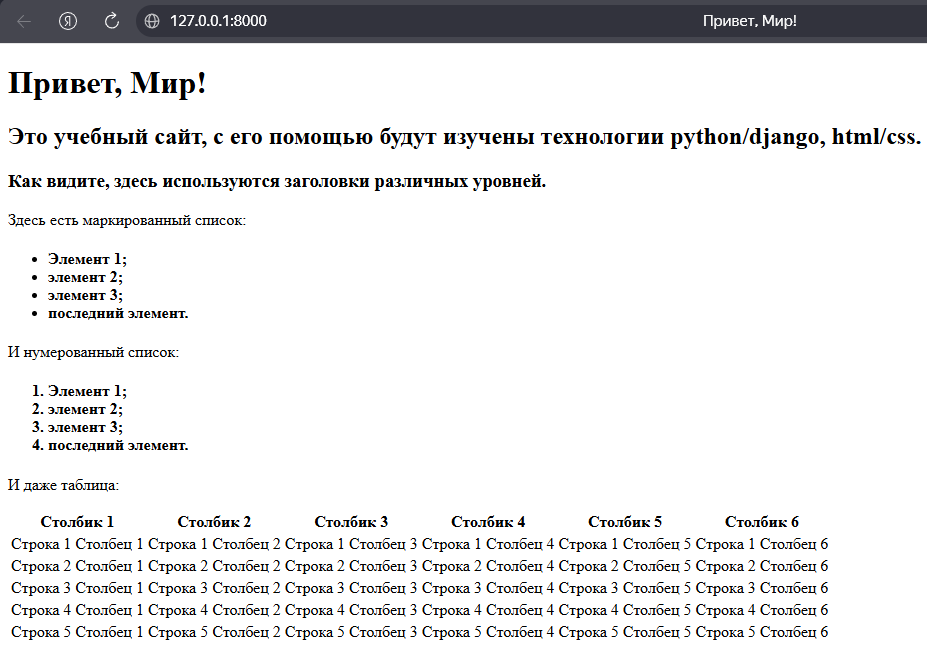 Я 127.0.0.1:8000 Привет, Мир!
Привет, Мир!
Это учебный сайт, с его помощью будут изучены технологии python/django, html/css.
Как видите, здесь используются заголовки различных уровней.
Здесь есть маркированный список:
• Элемент 1;
• элемент 2;
• элемент 3;
• последний элемент.
И нумерованный список:
1. Элемент 1;
2. элемент 2;
3. элемент 3;
4. последний элемент.
И даже таблица:
Столбик 1 Столбик 2 Столбик 3 Столбик 4 Столбик 5 Столбик 6
Строка 1 Столбец 1 Строка 1 Столбец 2 Строка 1 Столбец 3 Строка 1 Столбец 4 Строка 1 Столбец 5 Строка 1 Столбец 6
Строка 2 Столбец 1 Строка 2 Столбец 2 Строка 2 Столбец 3 Строка 2 Столбец 4 Строка 2 Столбец 5 Строка 2 Столбец 6
Строка 3 Столбец 1 Строка 3 Столбец 2 Строка 3 Столбец 3 Строка 3 Столбец 4 Строка 3 Столбец 5 Строка 3 Столбец 6
Строка 4 Столбец 1 Строка 4 Столбец 2 Строка 4 Столбец 3 Строка 4 Столбец 4 Строка 4 Столбец 5 Строка 4 Столбец 6
Строка 5 Столбец 1 Строка 5 Столбец 2 Строка 5 Столбец 3 Строка 5 Столбец 4 Строка 5 Столбец 5 Строка 5 Столбец 6